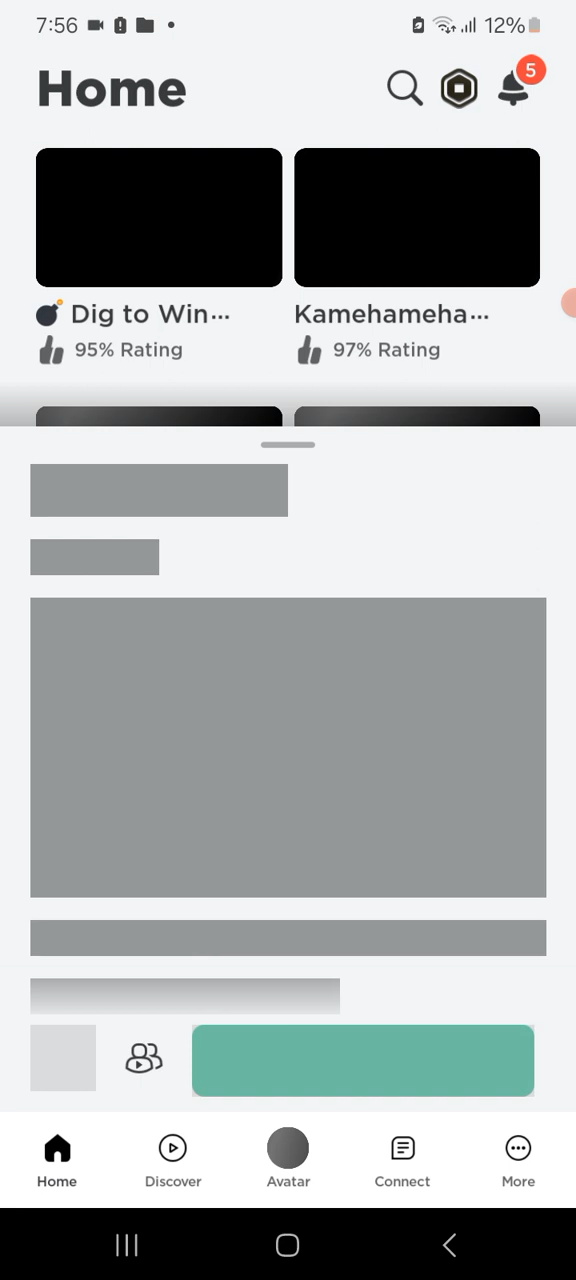 7:56
12%
Home
5
Dig to Win...
Kamehameha...
95% Rating
97% Rating
Home
Discover
Avatar
Connect
More